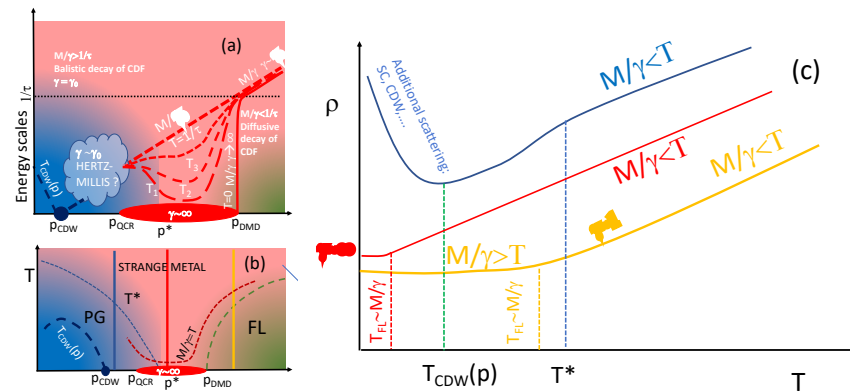 (a)
M/γ>1/τ
Balistic decay of CDF
γ = γ₀
M/γ
M/γ ~
1/τ
Energy scales
T=1/τ
M/γ<1/τ
Diffusive
decay of
CDF
γ ~γ₀
HERTZ-
MILLIS ?
T_CDW(p)
T₁
T₂
T₃
T=0 M/γ → δ
γ~∞
p_CDW
p_QCR
p*
p_DMD
(b)
T
STRANGE METAL
T*
PG
T_CDW(p)
M/γ=T
FL
γ~∞
p_CDW
p_QCR
p*
p_DMD
(c)
ρ
Additional scattering:
SC, CDW,....
M/γ<T
M/γ<T
M/γ<T
M/γ>T
T_FL~M/γ
T_FL~M/γ
T_CDW(p)
T*
T